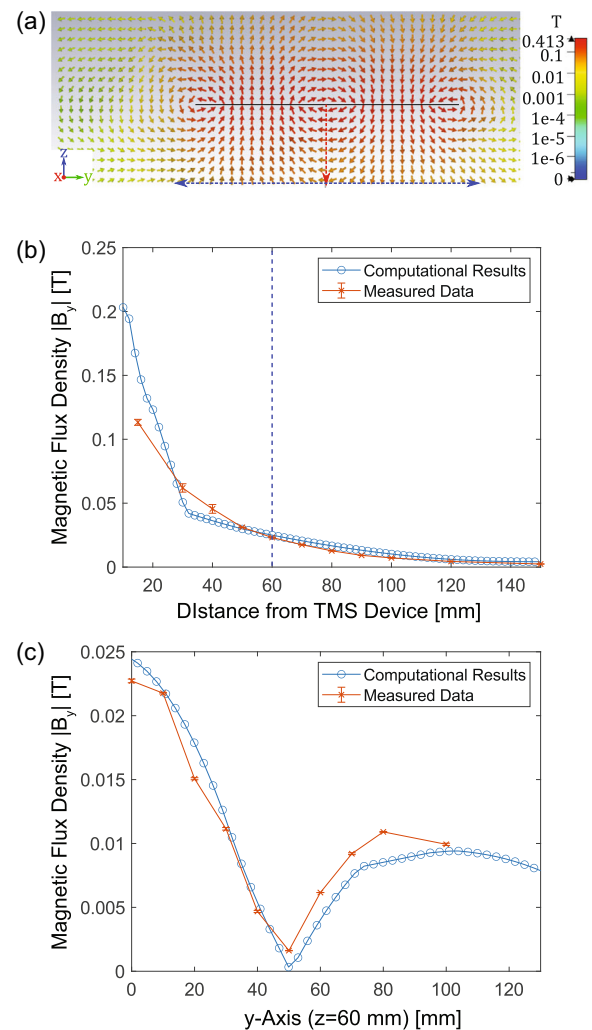 (a)
T
0.413
0.1
0.01
0.001
1e-4
1e-5
1e-6
0
z
x
y
(b)
0.25
0.2
0.15
0.1
0.05
0
Magnetic Flux Density |By| [T]
Computational Results
Measured Data
20 40 60 80 100 120 140
DIstance from TMS Device [mm]
(c)
0.025
0.02
0.015
0.01
0.005
0
Magnetic Flux Density |By| [T]
Computational Results
Measured Data
0 20 40 60 80 100 120
y-Axis (z=60 mm) [mm]